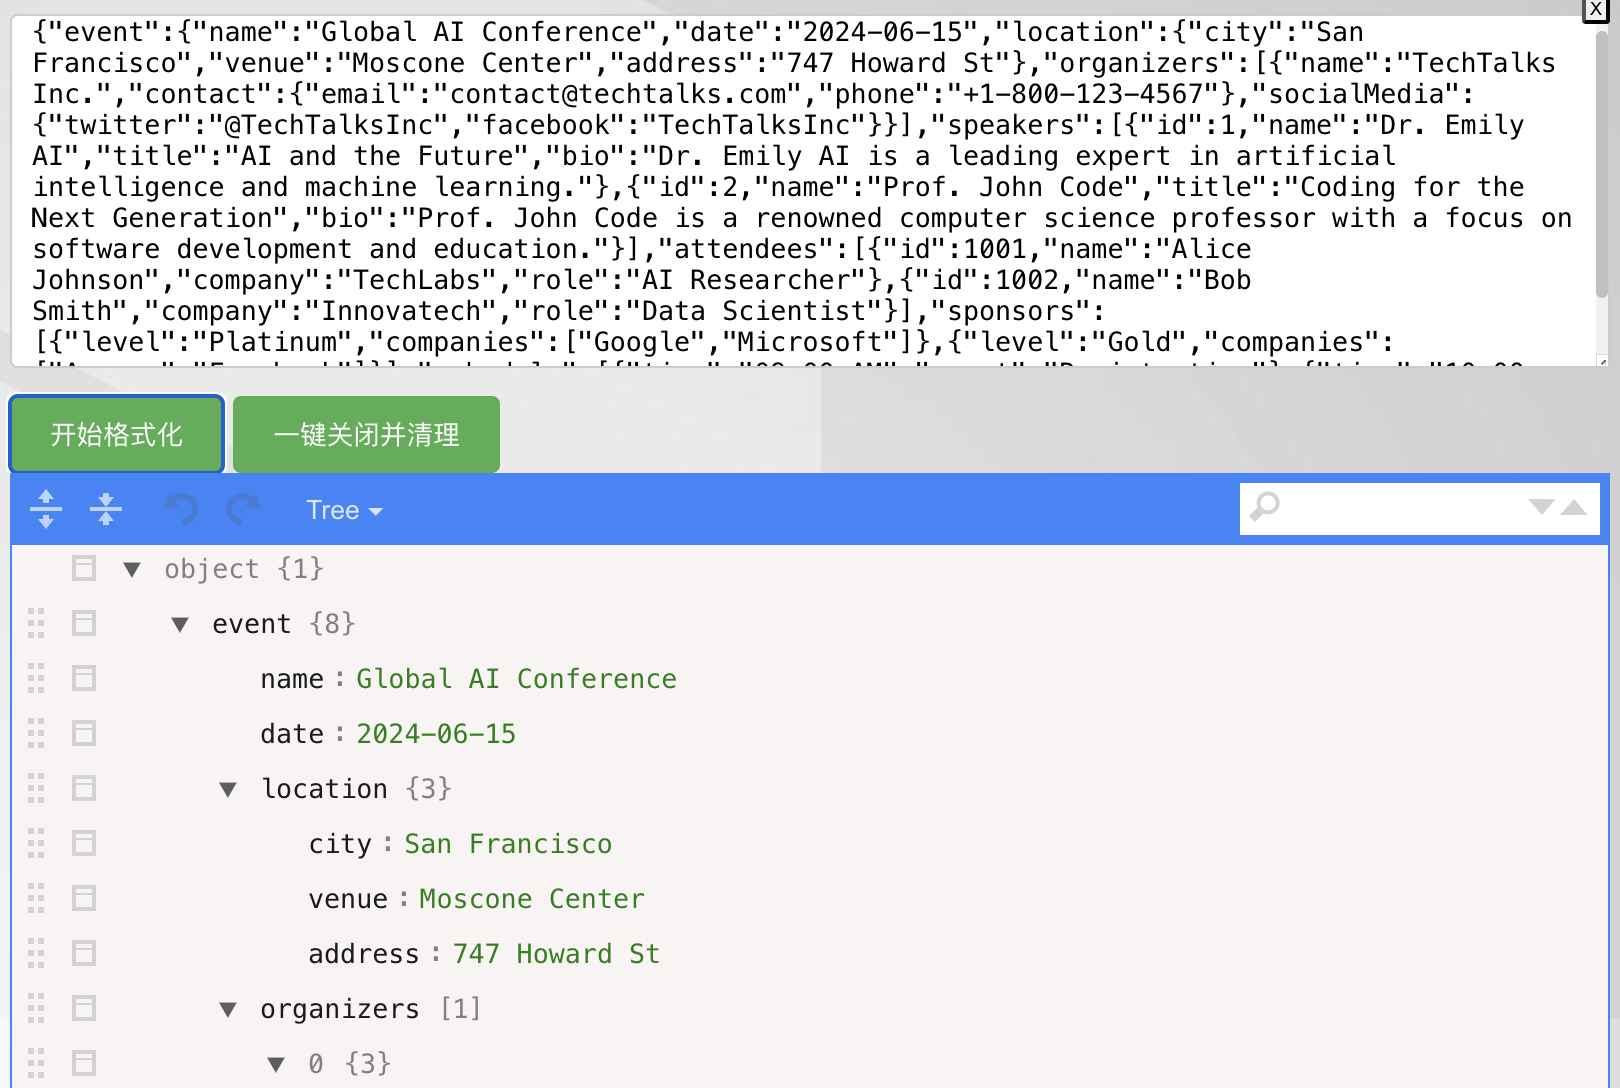 X
{"event":{"name":"Global AI Conference","date":"2024-06-15","location":{"city":"San
Francisco","venue":"Moscone Center","address":"747 Howard St"},"organizers":[{"name":"TechTalks
Inc.","contact":{"email":"contact@techtalks.com","phone":"+1-800-123-4567"},"socialMedia":
{"twitter":"@TechTalksInc","facebook":"TechTalksInc"}}],"speakers":[{"id":1,"name":"Dr. Emily
AI","title":"AI and the Future","bio":"Dr. Emily AI is a leading expert in artificial
intelligence and machine learning."},{"id":2,"name":"Prof. John Code","title":"Coding for the
Next Generation","bio":"Prof. John Code is a renowned computer science professor with a focus on
software development and education."}],"attendees":[{"id":1001,"name":"Alice
Johnson","company":"TechLabs","role":"AI Researcher"},{"id":1002,"name":"Bob
Smith","company":"Innovatech","role":"Data Scientist"}],"sponsors":
[{"level":"Platinum","companies":["Google","Microsoft"]},{"level":"Gold","companies":
开始格式化 一键关闭并清理
Tree
object {1}
event {8}
name : Global AI Conference
date : 2024-06-15
location {3}
city : San Francisco
venue : Moscone Center
address : 747 Howard St
organizers [1]
0 {3}